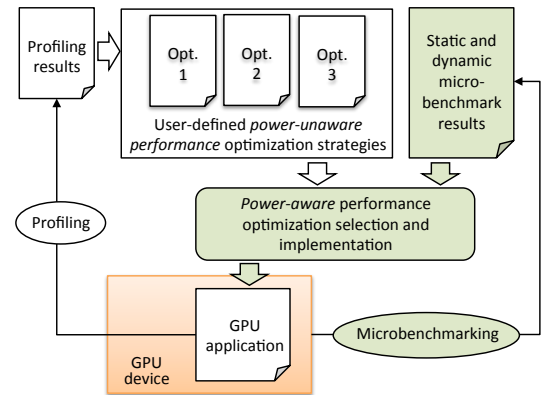 Profiling
results
Opt.
1
Opt.
2
Opt.
3
User-defined power-unaware
performance optimization strategies
Static and
dynamic
micro-
benchmark
results
Power-aware performance
optimization selection and
implementation
Profiling
GPU
application
GPU
device
Microbenchmarking